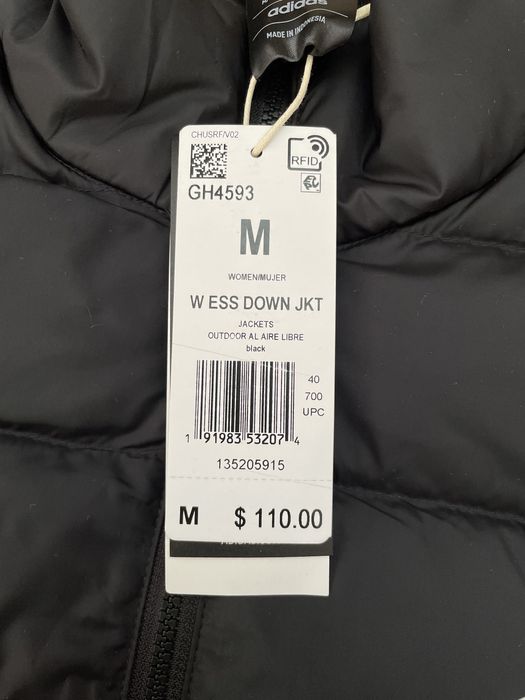 adidas
MADE IN INDONESIA
CHUSRF/V02
RFID
GH4593
M
WOMEN/MUJER
W ESS DOWN JKT
JACKETS
OUTDOOR AL AIRE LIBRE
black
40
700
UPC
1 91983 53207 4
135205915
M $ 110.00